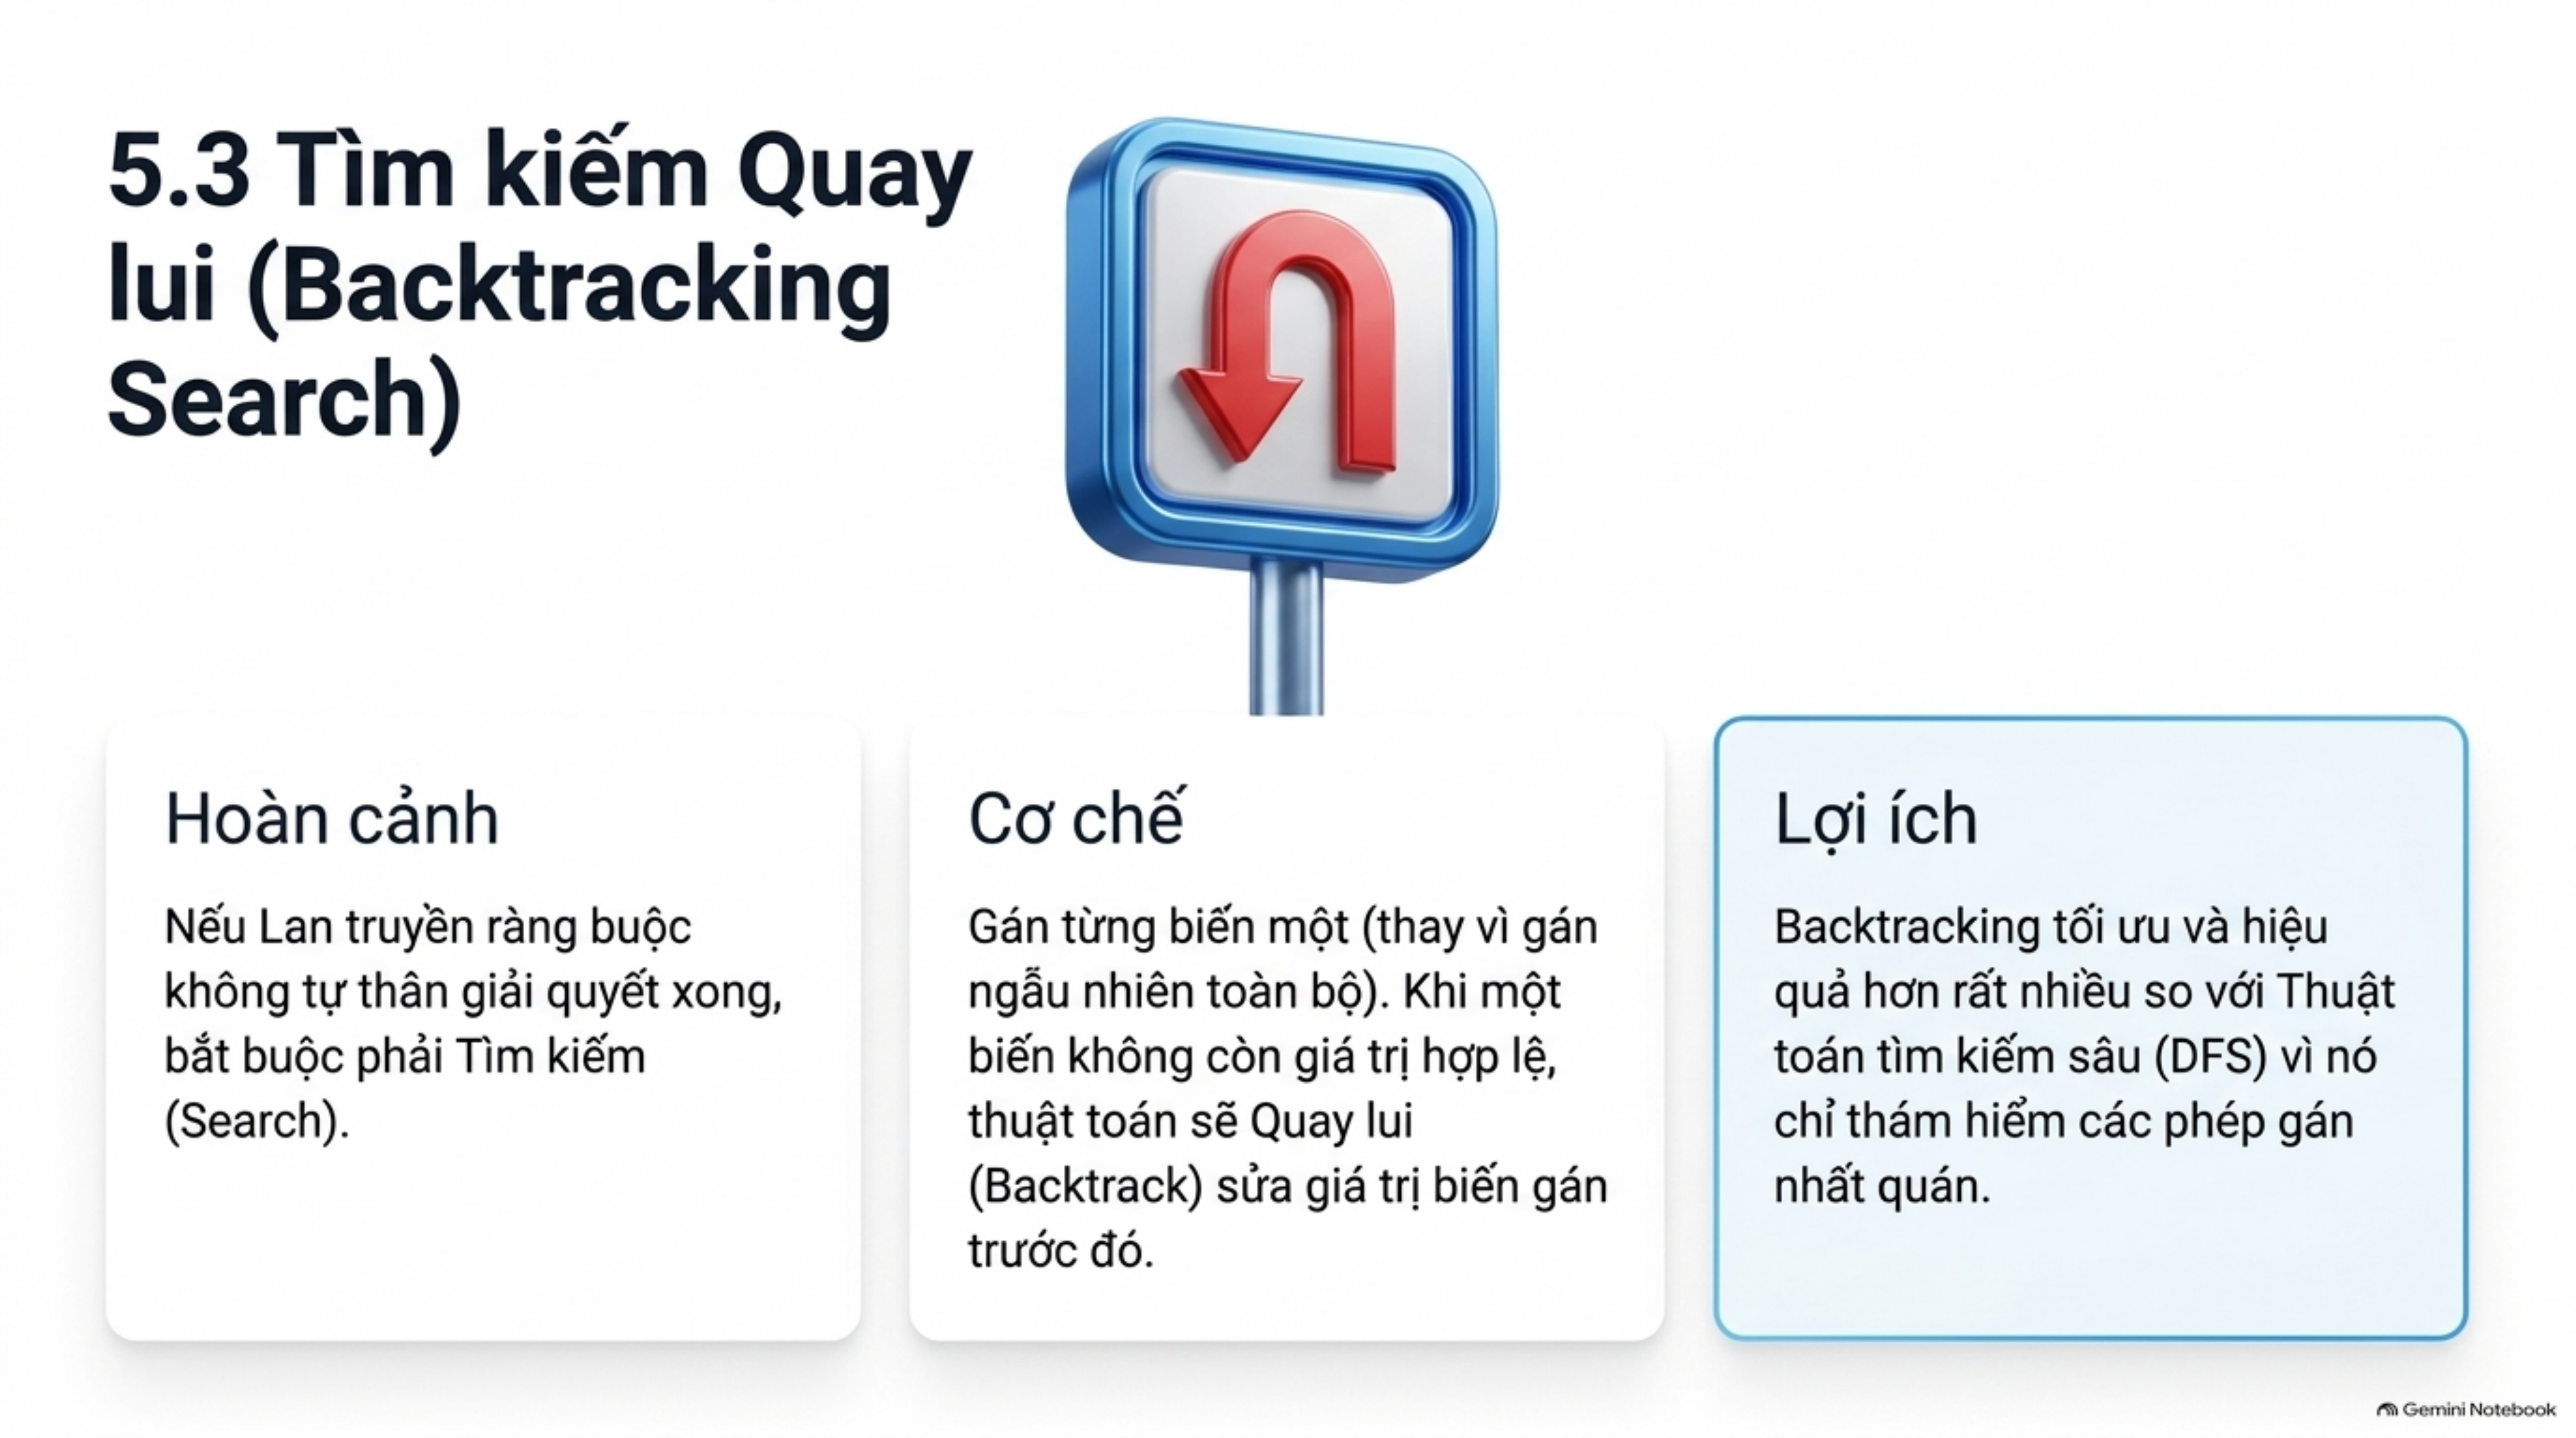 5.3 Tìm kiếm Quay
lui (Backtracking
Search)
Hoàn cảnh
Nếu Lan truyền ràng buộc
không tự thân giải quyết xong,
bắt buộc phải Tìm kiếm
(Search).
Cơ chế
Gán từng biến một (thay vì gán
ngẫu nhiên toàn bộ). Khi một
biến không còn giá trị hợp lệ,
thuật toán sẽ Quay lui
(Backtrack) sửa giá trị biến gán
trước đó.
Lợi ích
Backtracking tối ưu và hiệu
quả hơn rất nhiều so với Thuật
toán tìm kiếm sâu (DFS) vì nó
chỉ thám hiểm các phép gán
nhất quán.
Gemini Notebook